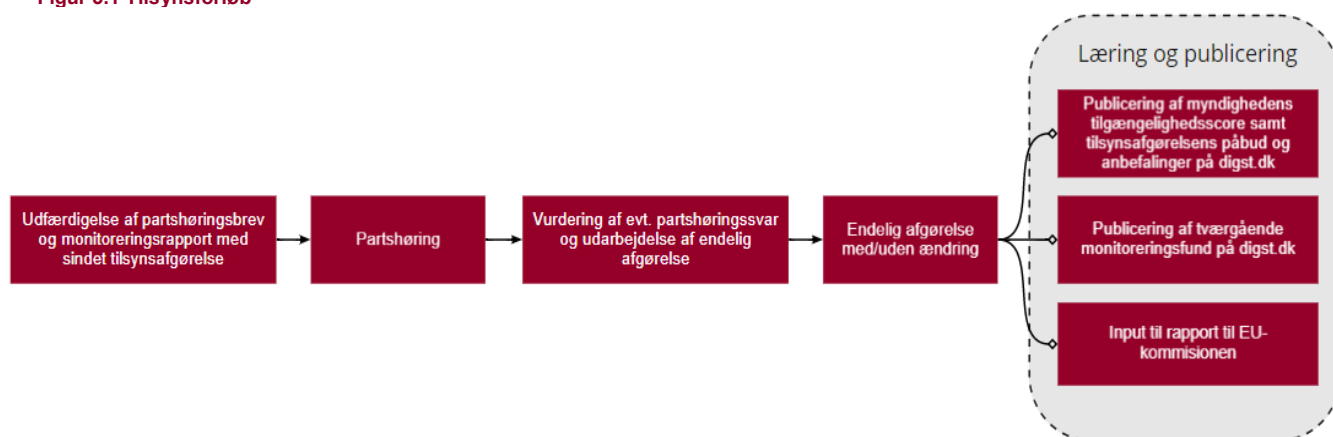 Tilsynsforløb
Læring og publicering
Publicering af myndighedens
tilgængelighedsscore samt
tilsynsafgørelsens påbud og
anbefalinger på digst.dk
Udfærdigelse af partshøringsbrev
og monitoreringsrapport med
sindet tilsynsafgørelse
Partshøring
Vurdering af evt. partshøringssvar
og udarbejdelse af endelig
afgørelse
Endelig afgørelse
med/uden ændring
Publicering af tværgående
monitoreringsfund på digst.dk
Input til rapport til EU-
kommisionen